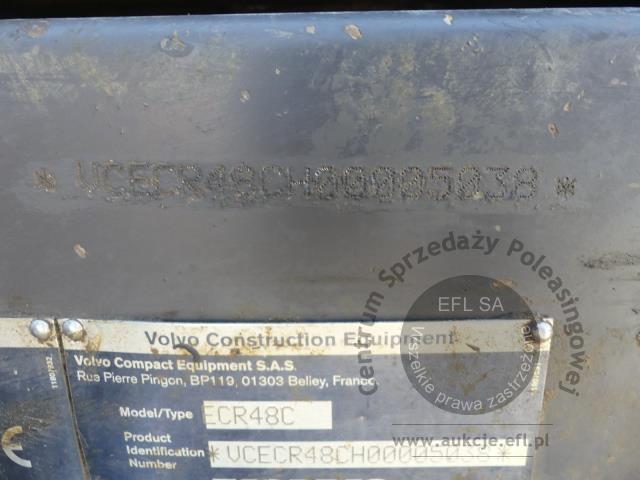 * VCECR48CH00005038 *
Centrum Sprzedaży Poleasingowej
EFL SA
Wszelkie prawa zastrzeżone
Volvo Construction Equipment
Volvo Compact Equipment S.A.S.
Rue Pierre Pingon, BP119, 01303 Belley, France.
Model/Type ECR48C
Product
Identification
Number *VCECR48CH00005038*
www.aukcje.efl.pl